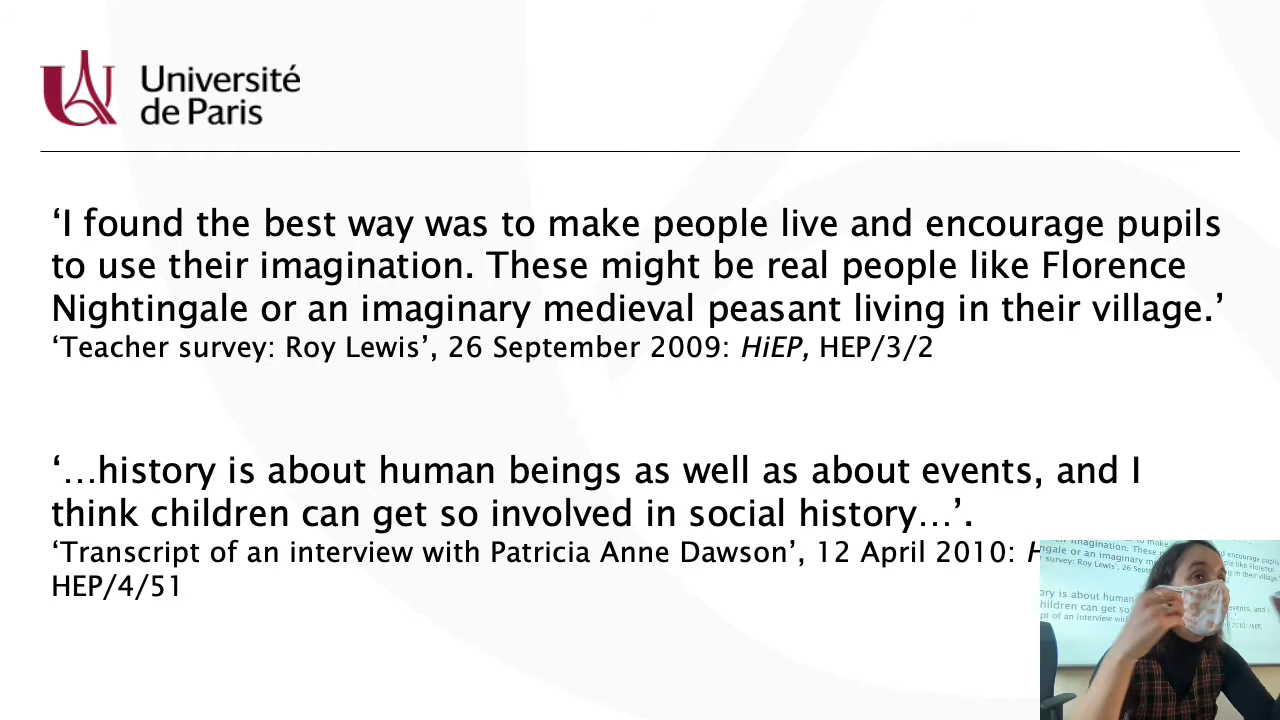 Université
de Paris
‘I found the best way was to make people live and encourage pupils
to use their imagination. These might be real people like Florence
Nightingale or an imaginary medieval peasant living in their village.’
‘Teacher survey: Roy Lewis’, 26 September 2009: HiEP, HEP/3/2
‘…history is about human beings as well as about events, and I
think children can get so involved in social history…’.
‘Transcript of an interview with Patricia Anne Dawson’, 12 April 2010:
HEP/4/51